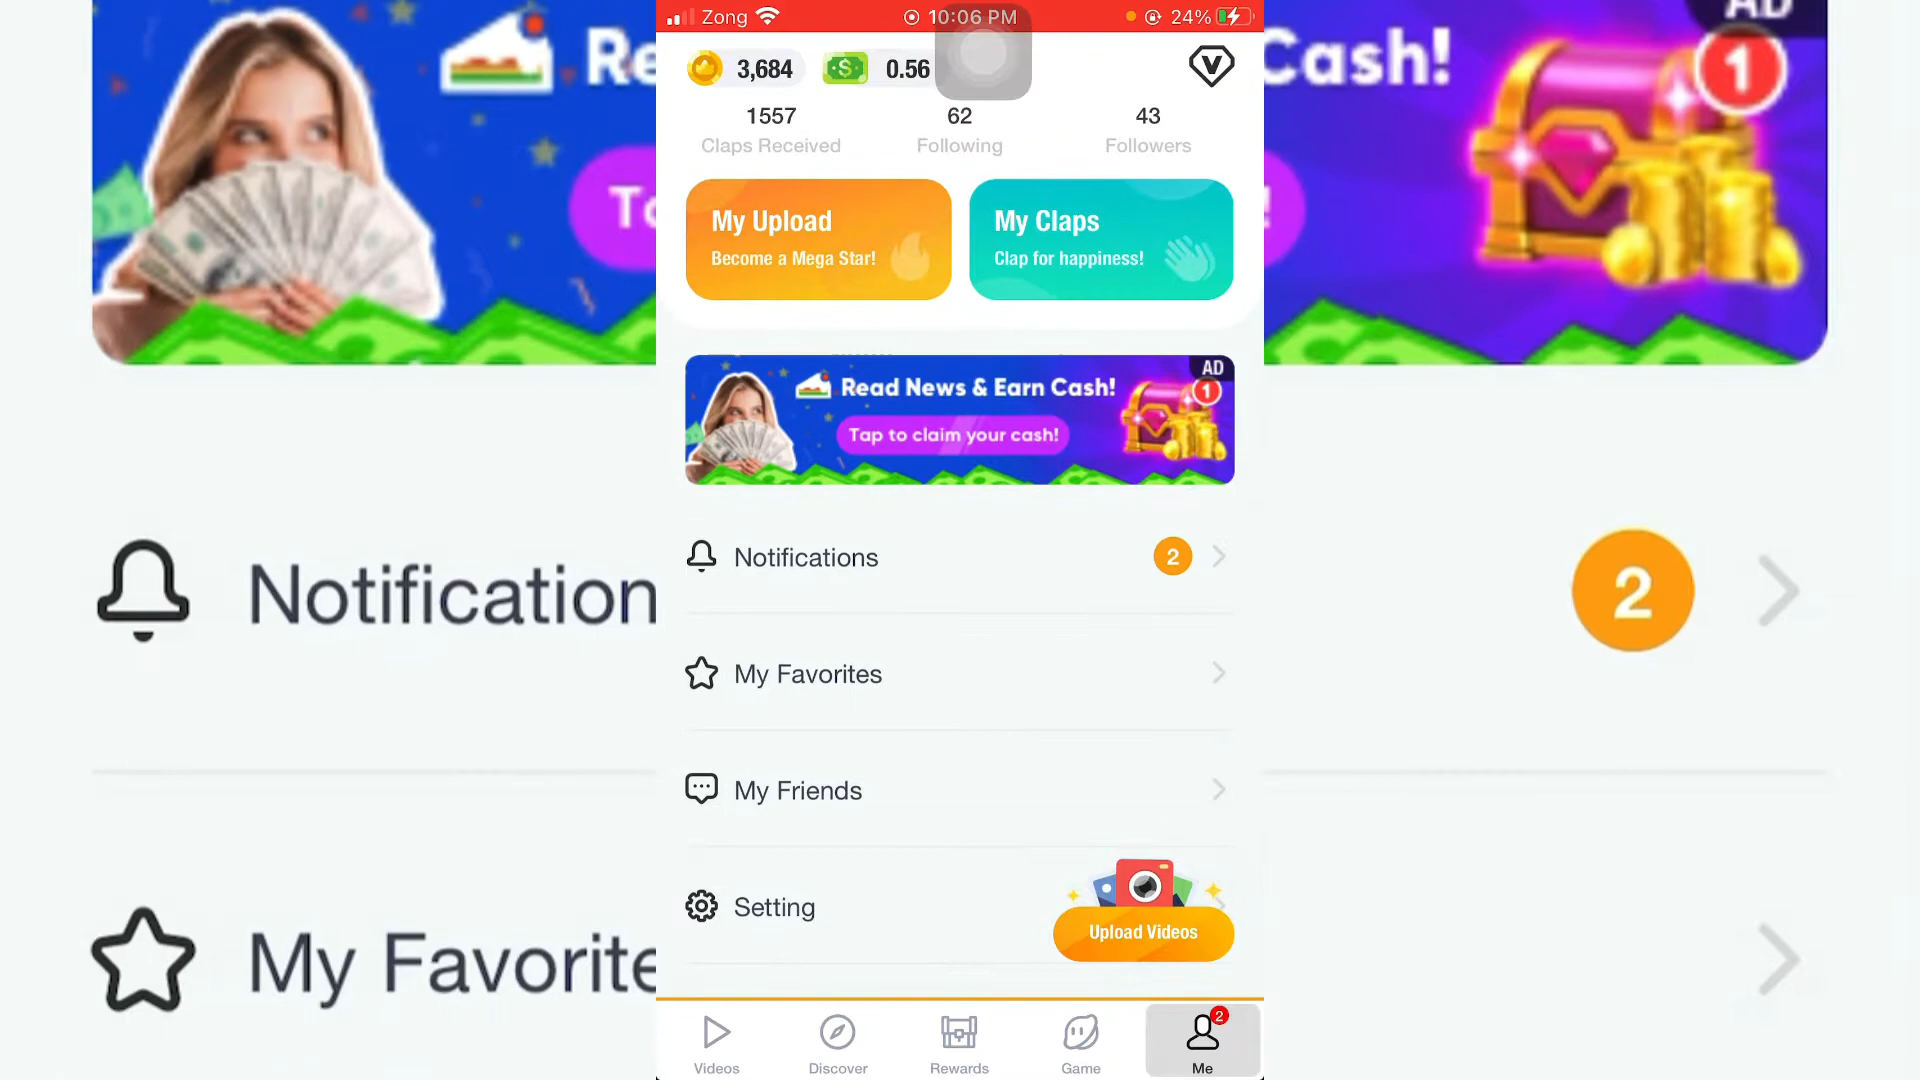 Zong 10:06 PM 24%
3,684 0.56
1557 62 43
Claps Received Following Followers
My Upload
Become a Mega Star!
My Claps
Clap for happiness!
AD
Read News & Earn Cash!
1
Tap to claim your cash!
Notifications 2
My Favorites
My Friends
Setting
Upload Videos
2
Videos Discover Rewards Game Me
Re
To
Notification
My Favorite
AD
Cash!
1
!
2